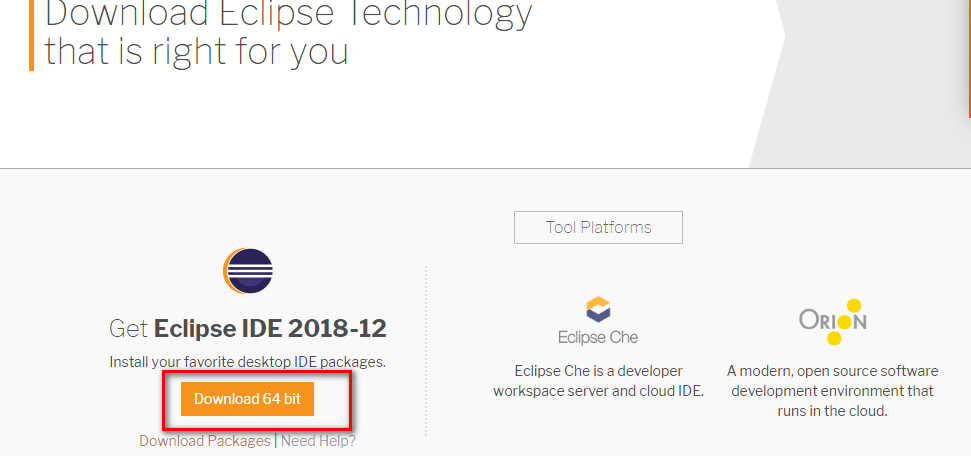 Download Eclipse Technology
that is right for you
Tool Platforms
Get Eclipse IDE 2018-12
Install your favorite desktop IDE packages.
Download 64 bit
Download Packages | Need Help?
Eclipse Che
Eclipse Che is a developer
workspace server and cloud IDE.
ORION
A modern, open source software
development environment that
runs in the cloud.